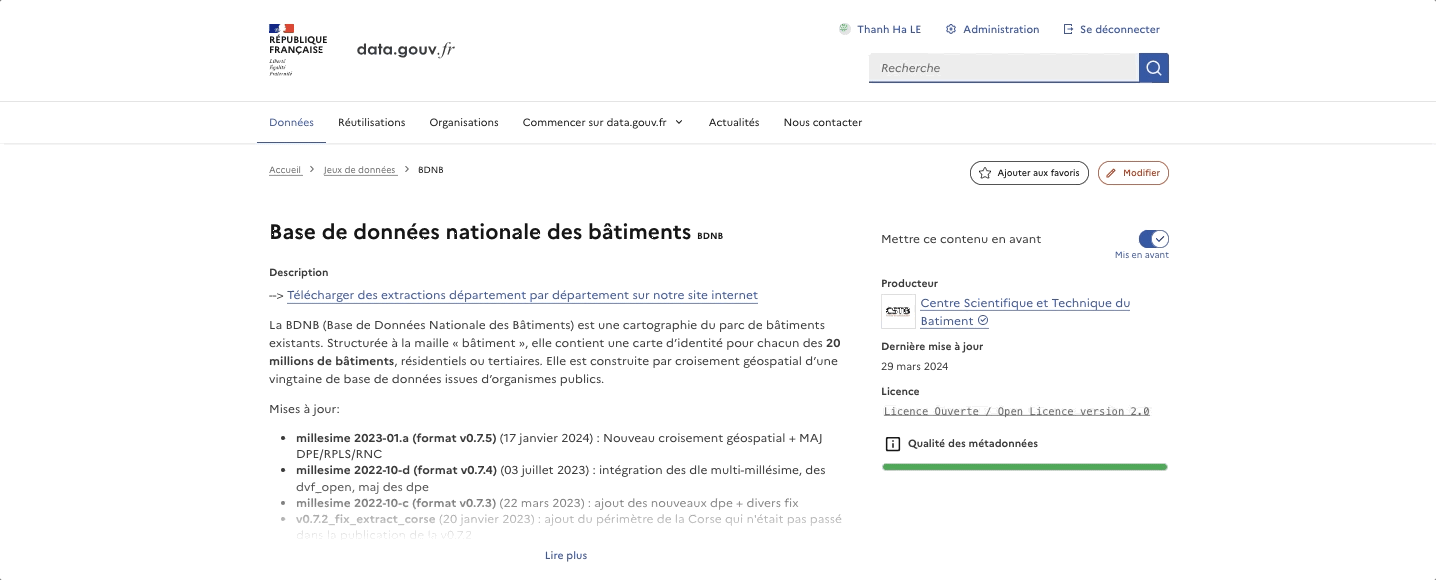 RÉPUBLIQUE
FRANÇAISE
Liberté
Égalité
Fraternité
data.gouv.fr
Thanh Ha LE
Administration
Se déconnecter
Recherche
Données
Réutilisations
Organisations
Commencer sur data.gouv.fr
Actualités
Nous contacter
Accueil
Jeux de données
BDNB
Ajouter aux favoris
Modifier
Base de données nationale des bâtiments BDNB
Description
--> Télécharger des extractions département par département sur notre site internet
La BDNB (Base de Données Nationale des Bâtiments) est une cartographie du parc de bâtiments
existants. Structurée à la maille « bâtiment », elle contient une carte d'identité pour chacun des 20
millions de bâtiments, résidentiels ou tertiaires. Elle est construite par croisement géospatial d'une
vingtaine de base de données issues d'organismes publics.
Mises à jour:
• millesime 2023-01.a (format v0.7.5) (17 janvier 2024) : Nouveau croisement géospatial + MAJ
DPE/RPLS/RNC
• millesime 2022-10-d (format v0.7.4) (03 juillet 2023) : intégration des dle multi-millésime, des
dvf_open, maj des dpe
• millesime 2022-10-c (format v0.7.3) (22 mars 2023) : ajout des nouveaux dpe + divers fix
• v0.7.2_fix_extract_corse (20 janvier 2023) : ajout du périmètre de la Corse qui n'était pas passé
dans la publication de la v0.7.2
Lire plus
Mettre ce contenu en avant
Mis en avant
Producteur
CSTB
Centre Scientifique et Technique du
Batiment
Dernière mise à jour
29 mars 2024
Licence
Licence Ouverte / Open Licence version 2.0
Qualité des métadonnées